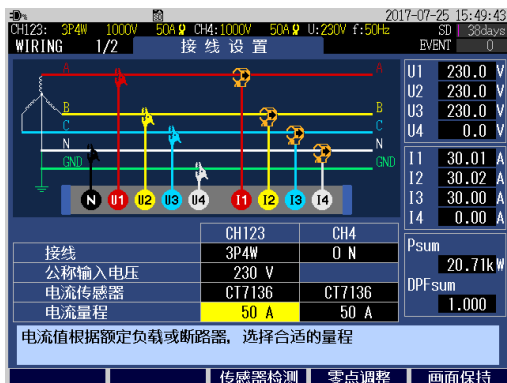 2017-07-25 15:49:43
CH123: 3P4W 1000V 50A CH4:1000V 50A U:230V f:50Hz SD 38days
WIRING 1/2 接线设置 EVENT 0
A A
B B
C C
N N
GND GND
N U1 U2 U3 U4 I1 I2 I3 I4
U1 230.0 V
U2 230.0 V
U3 230.0 V
U4 0.0 V
I1 30.01 A
I2 30.02 A
I3 30.00 A
I4 0.00 A
Psum
20.71kW
DPFsum
1.000
CH123 CH4
接线 3P4W ON
公称输入电压 230 V
电流传感器 CT7136 CT7136
电流量程 50 A 50 A
电流值根据额定负载或断路器，选择合适的量程
传感器检测 零点调整 画面保持